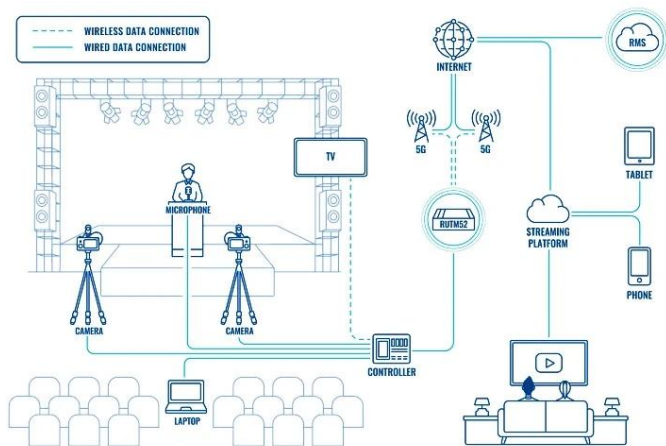 WIRELESS DATA CONNECTION
WIRED DATA CONNECTION
INTERNET
RMS
5G
5G
TV
TABLET
MICROPHONE
RUTM52
STREAMING
PLATFORM
PHONE
CAMERA
CAMERA
CONTROLLER
LAPTOP